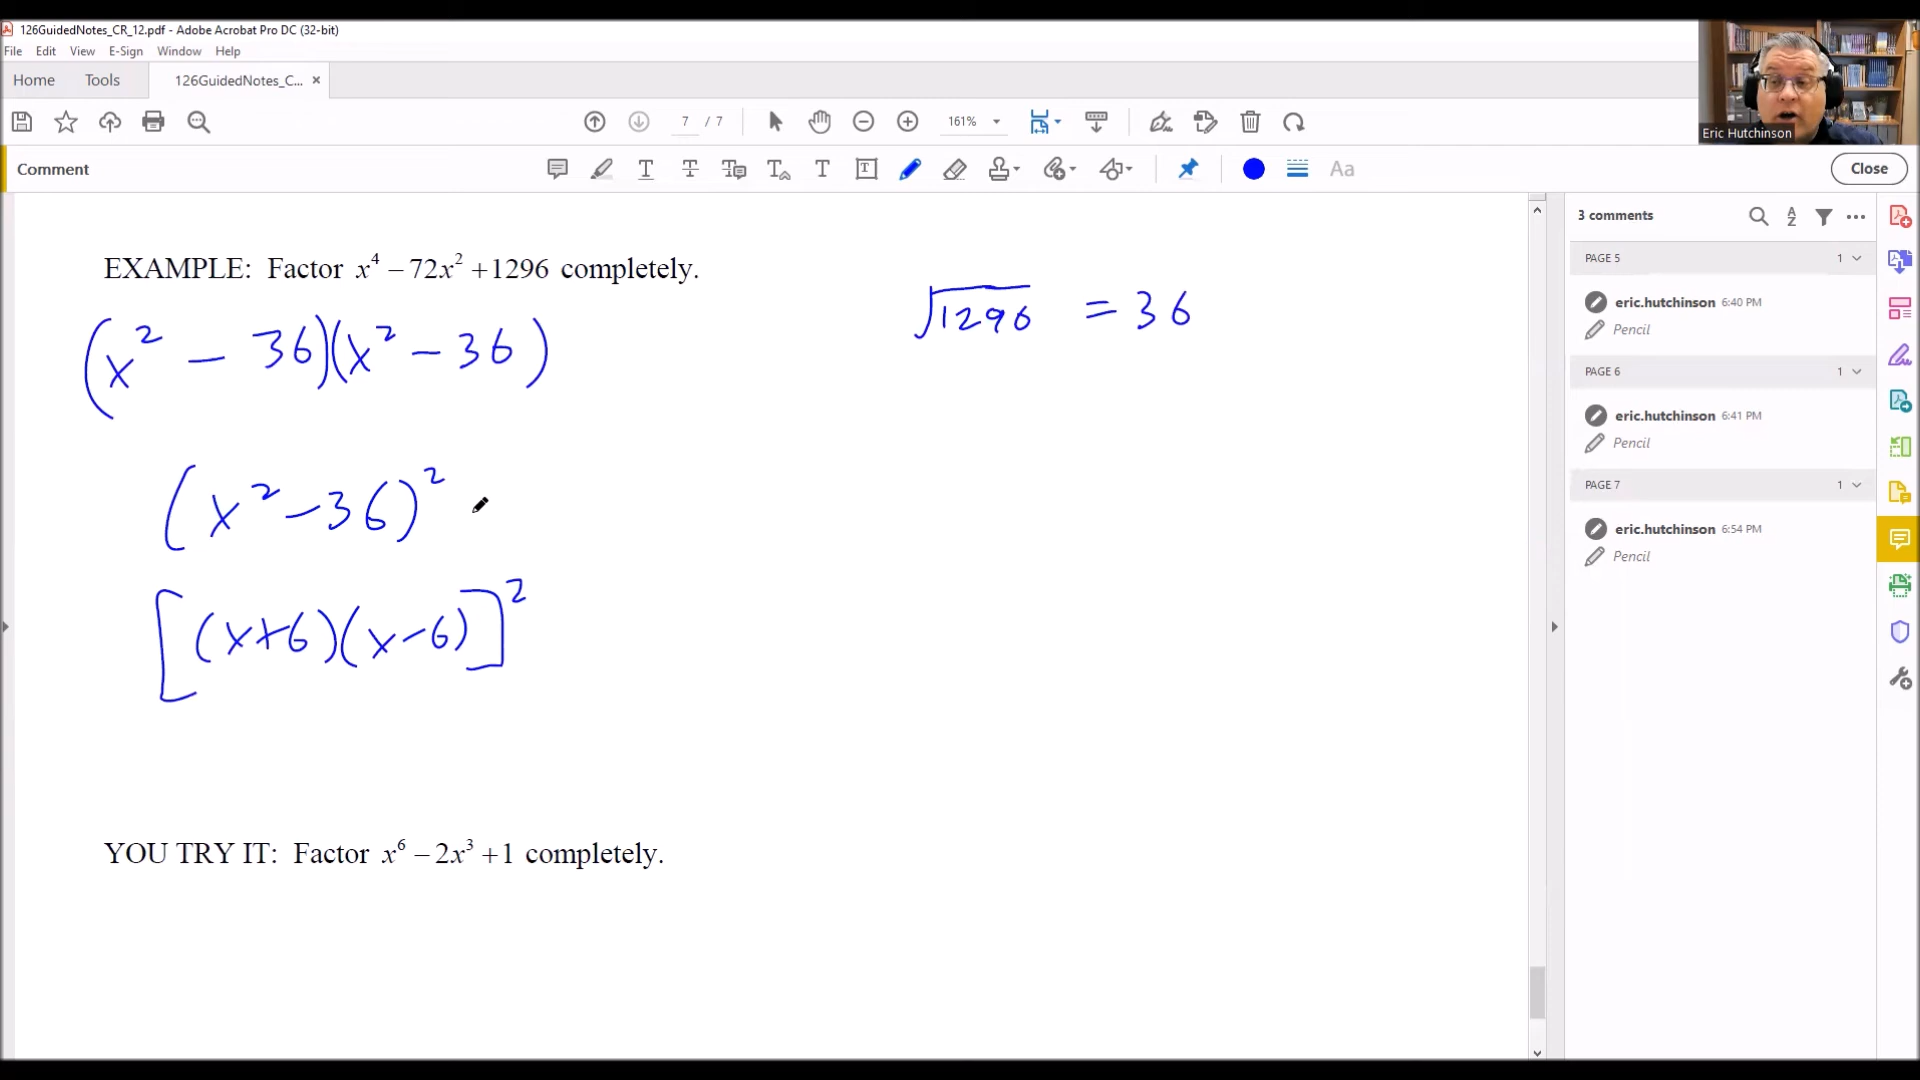 126GuidedNotes_CR_12.pdf - Adobe Acrobat Pro DC (32-bit)
File Edit View E-Sign Window Help
Home Tools 126GuidedNotes_C... ×
7 / 7 161%
Comment
Aa
Close
Eric Hutchinson
EXAMPLE: Factor x⁴ – 72x² + 1296 completely.
√1296 = 36
(x² – 36)(x² – 36)
(x² – 36)²
[(x+6)(x–6)]²
YOU TRY IT: Factor x⁶ – 2x³ + 1 completely.
3 comments
PAGE 5 1
eric.hutchinson 6:40 PM
Pencil
PAGE 6 1
eric.hutchinson 6:41 PM
Pencil
PAGE 7 1
eric.hutchinson 6:54 PM
Pencil